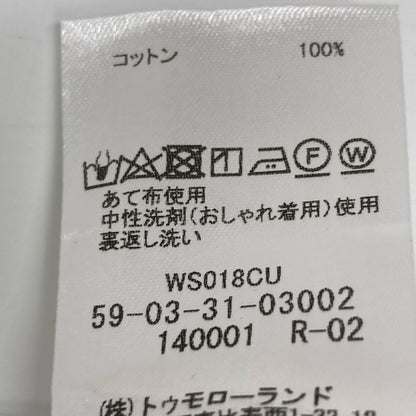 コットン 100%
F W
あて布使用
中性洗剤(おしゃれ着用)使用
裏返し洗い
WS018CU
59-03-31-03002
140001 R-02
(株)トゥモローランド